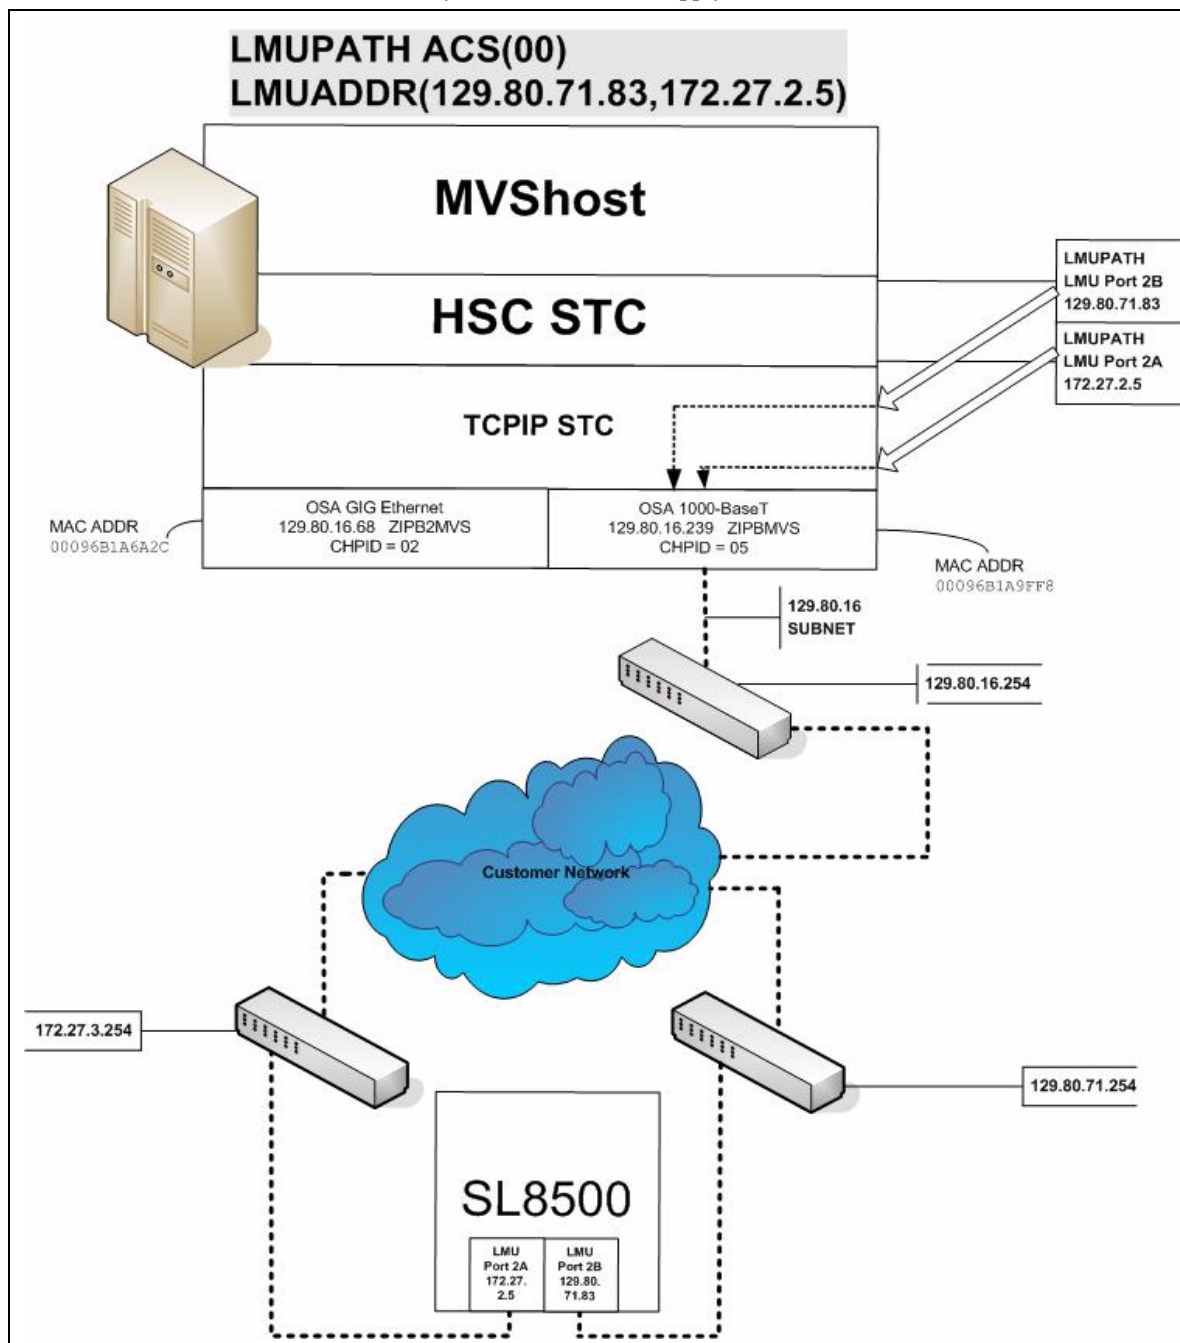 LMUPATH ACS(00)
LMUADDR(129.80.71.83,172.27.2.5)
MVShost
HSC STC
TCPIP STC
LMUPATH
LMU Port 2B
129.80.71.83
LMUPATH
LMU Port 2A
172.27.2.5
OSA GIG Ethernet
129.80.16.68 ZIPB2MVS
CHPID = 02
OSA 1000-BaseT
129.80.16.239 ZIPBMVS
CHPID = 05
MAC ADDR
00096B1A6A2C
MAC ADDR
00096B1A9FF8
129.80.16
SUBNET
129.80.16.254
Customer Network
172.27.3.254
129.80.71.254
SL8500
LMU
Port 2A
172.27.
2.5
LMU
Port 2B
129.80.
71.83